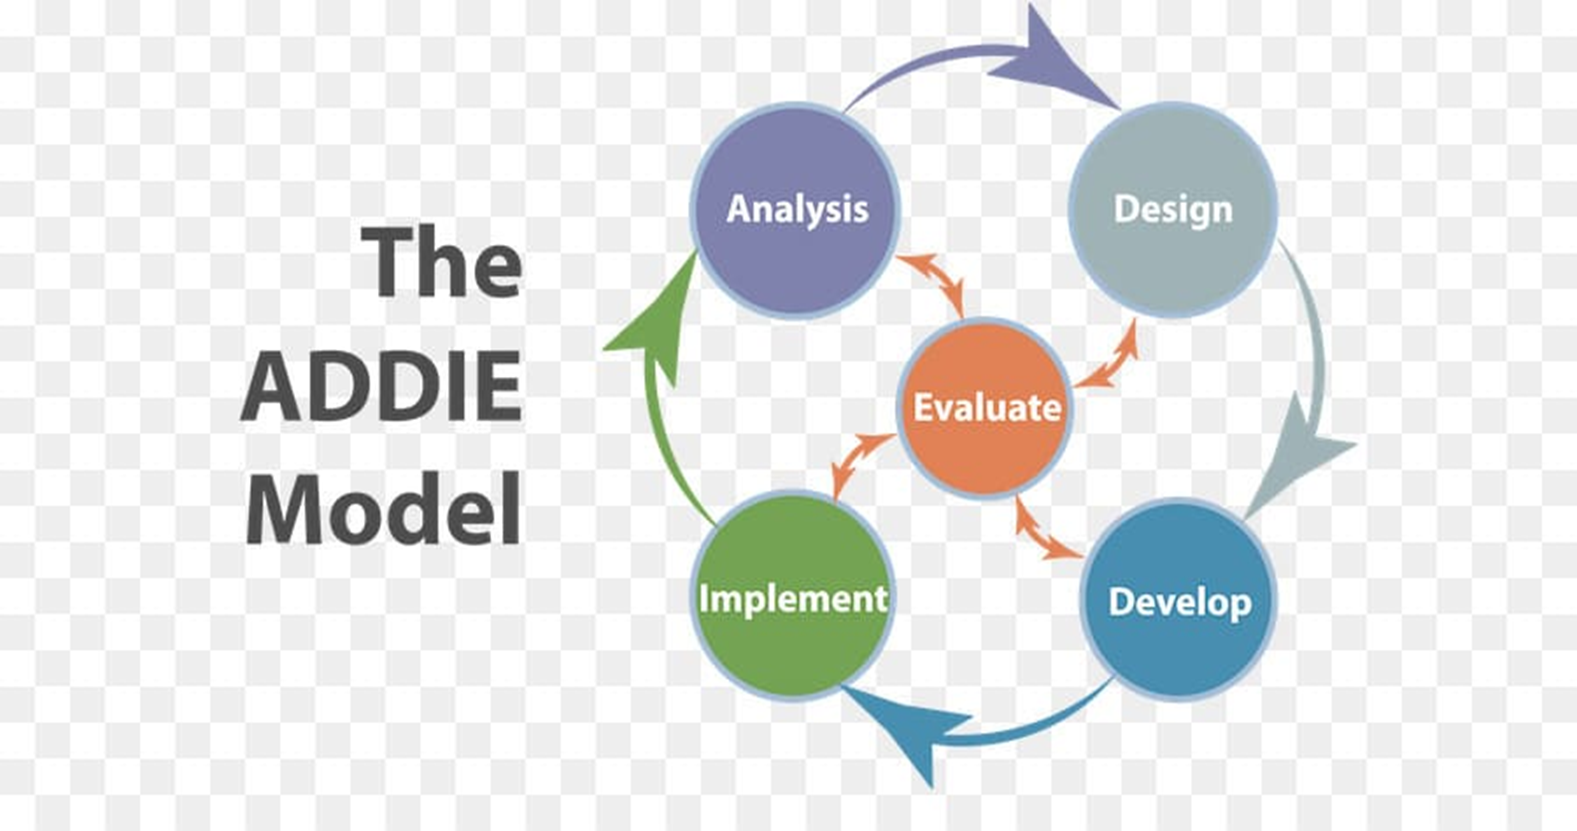 The
ADDIE
Model
Analysis
Design
Evaluate
Implement
Develop